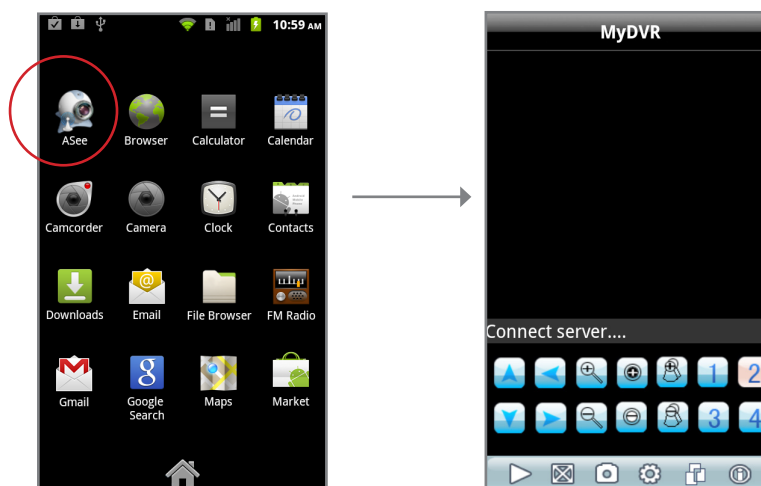 10:59 AM
ASee Browser Calculator Calendar
Camcorder Camera Clock Contacts
Downloads Email File Browser FM Radio
Gmail Google Search Maps Market
MyDVR
Connect server....
1 2
3 4